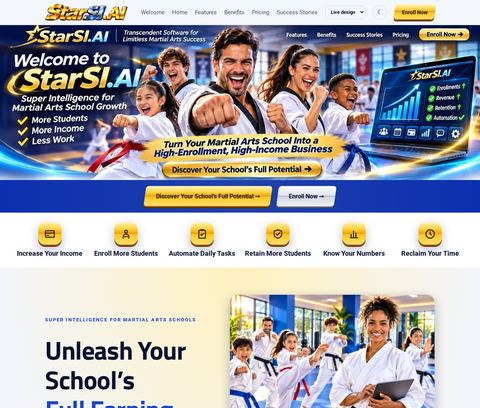 StarSI.AI
Welcome
Home
Features
Benefits
Pricing
Success Stories
Live design
Enroll Now
StarSI.AI
Transcendent Software for
Limitless Martial Arts Success
Features
Benefits
Success Stories
Pricing
Enroll Now
Welcome to
StarSI.AI
Super Intelligence for
Martial Arts School Growth
More Students
More Income
Less Work
StarSI.AI
Enrollments
Revenue
Retention
Automation
Turn Your Martial Arts School Into a
High-Enrollment, High-Income Business
Discover Your School's Full Potential
Discover Your School's Full Potential →
Enroll Now →
Increase Your Income
Enroll More Students
Automate Daily Tasks
Retain More Students
Know Your Numbers
Reclaim Your Time
SUPER INTELLIGENCE FOR MARTIAL ARTS SCHOOLS
Unleash Your
School's
Full Earning